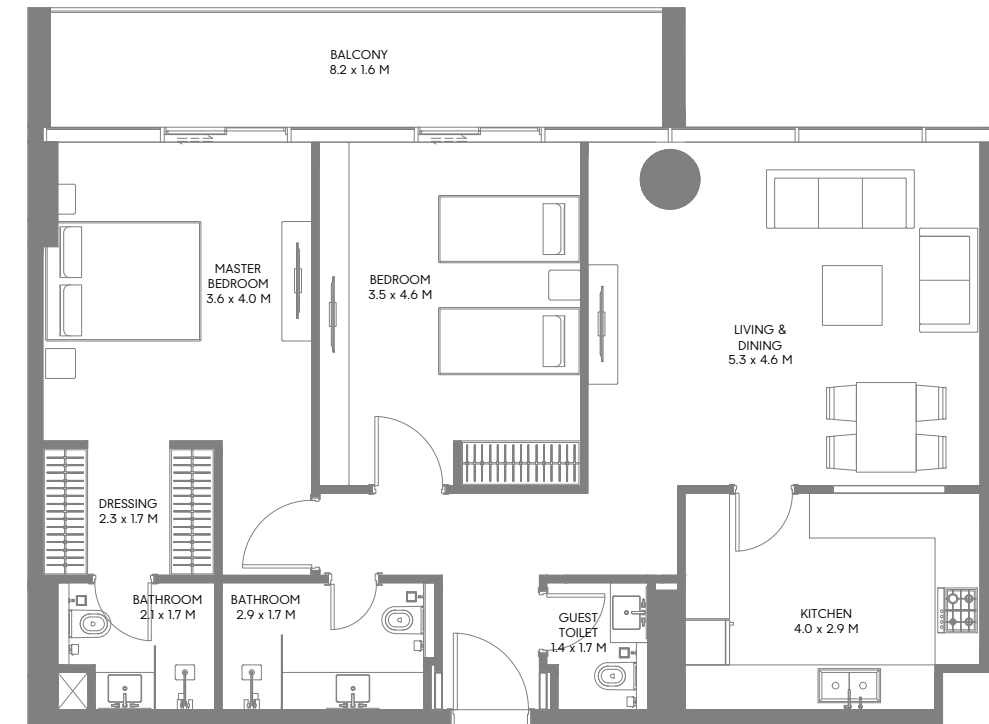 BALCONY
8.2 x 1.6 M
MASTER
BEDROOM
3.6 x 4.0 M
BEDROOM
3.5 x 4.6 M
LIVING &
DINING
5.3 x 4.6 M
DRESSING
2.3 x 1.7 M
BATHROOM
2.1 x 1.7 M
BATHROOM
2.9 x 1.7 M
GUEST
TOILET
1.4 x 1.7 M
KITCHEN
4.0 x 2.9 M